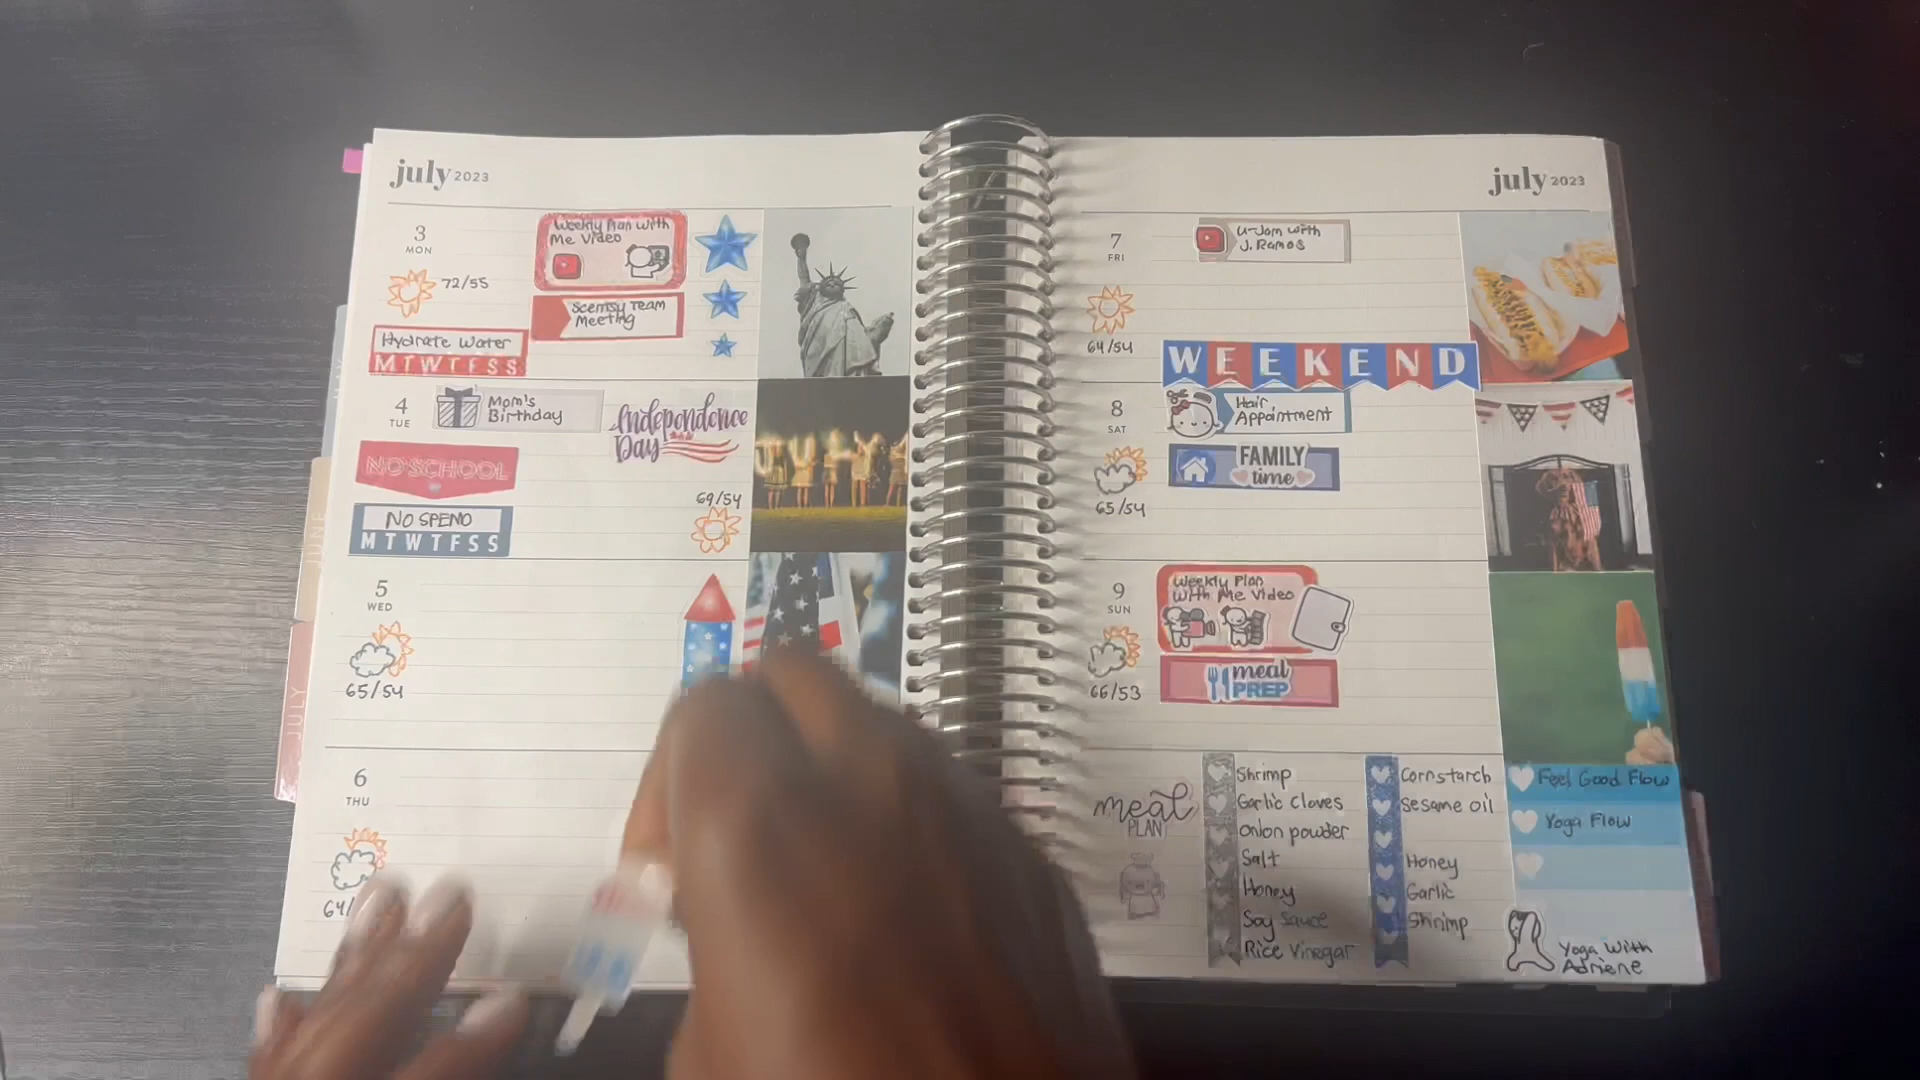 july 2023
3
MON
72/55
Weekly Plan With
Me Video
Scentsy Team
Meeting
Hydrate Water
M T W T F S S
4
TUE
Mom's
Birthday
Independence
Day
NO SCHOOL
NO SPEND
M T W T F S S
69/54
5
WED
65/54
6
THU
64/
JUNE
JULY
july 2023
7
FRI
U-Jam with
J. Ramos
64/54
WEEKEND
8
SAT
Hair
Appointment
FAMILY
time
65/54
9
SUN
Weekly Plan
With Me Video
meal
PREP
66/53
meal
PLAN
Shrimp
Garlic Cloves
onion powder
Salt
Honey
Soy Sauce
Rice Vinegar
Cornstarch
Sesame oil
Honey
Garlic
Shrimp
Feel Good Flow
Yoga Flow
Yoga With
Adriene